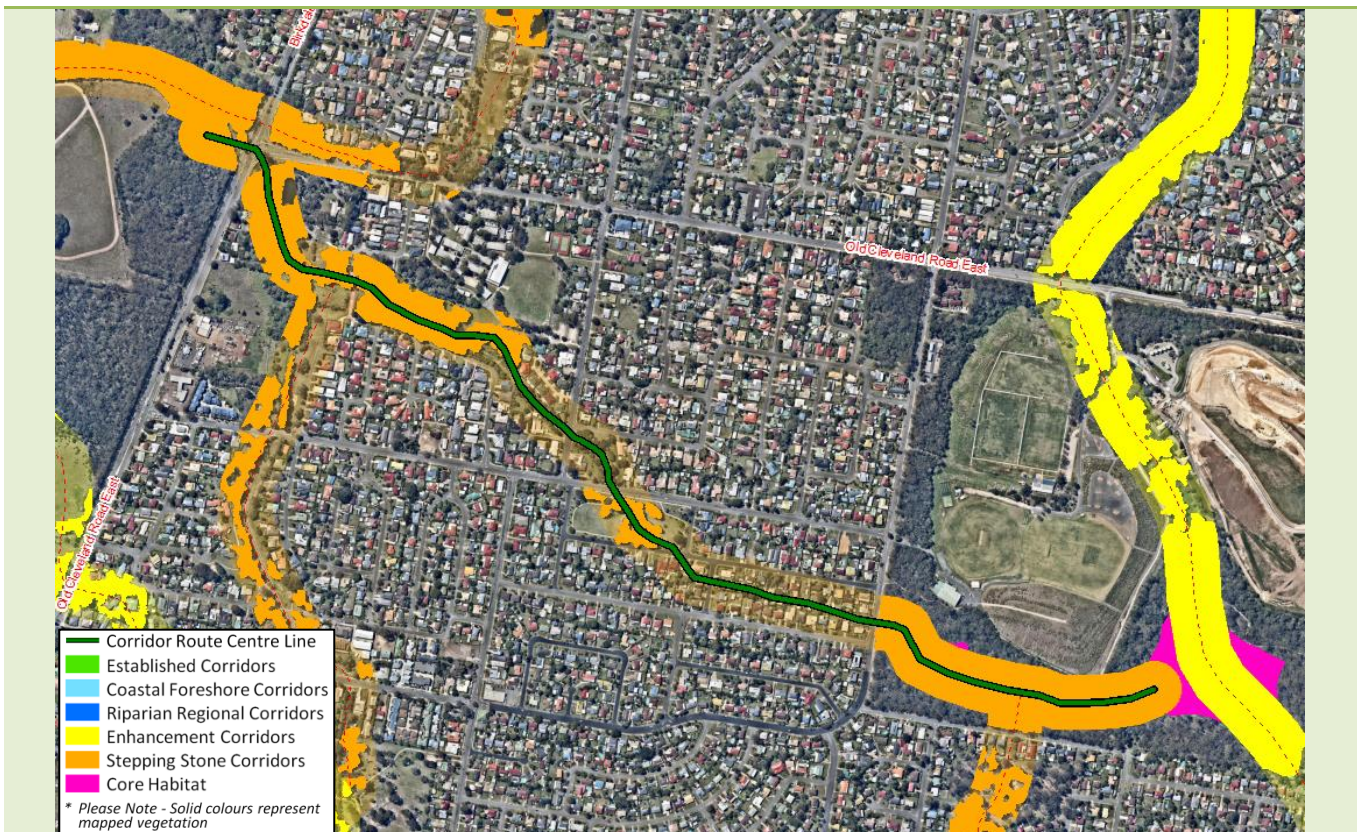 Birkdal
Old Cleveland Road East
Old Cleveland Road East
Corridor Route Centre Line
Established Corridors
Coastal Foreshore Corridors
Riparian Regional Corridors
Enhancement Corridors
Stepping Stone Corridors
Core Habitat
* Please Note - Solid colours represent
mapped vegetation